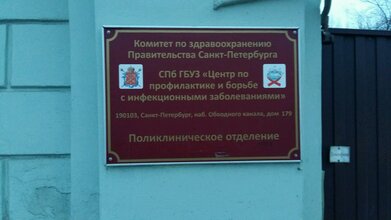 Комитет по здравоохранению
Правительства Санкт-Петербурга
СПб ГБУЗ «Центр по
профилактике и борьбе
с инфекционными заболеваниями»
190103, Санкт-Петербург, наб. Обводного канала, дом 179
Поликлиническое отделение